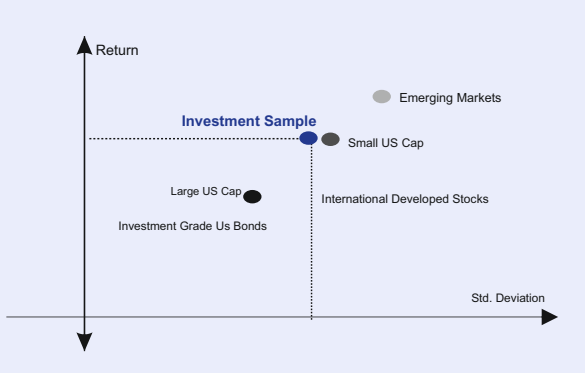 Return
Emerging Markets
Investment Sample
Small US Cap
Large US Cap
International Developed Stocks
Investment Grade Us Bonds
Std. Deviation